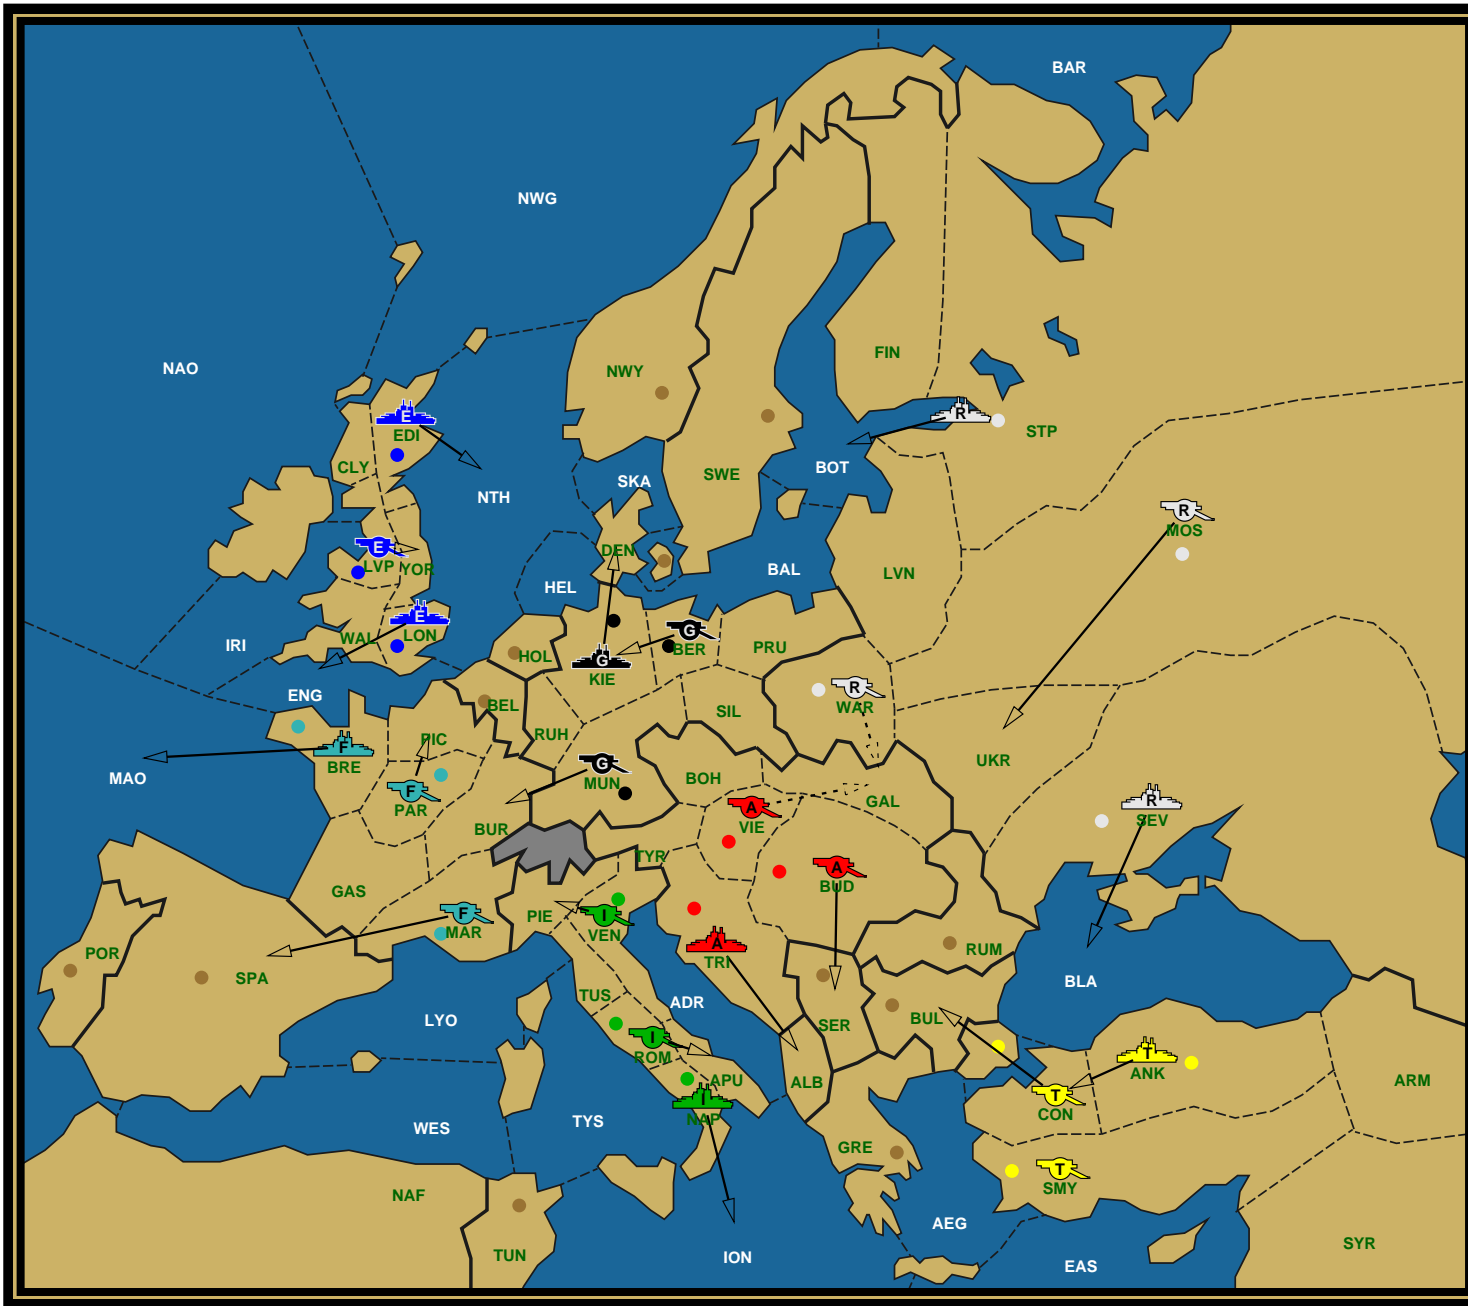 BAR
NWG
NAO
FIN
NWY
R
STP
E
EDI
CLY
BOT
SWE
SKA
NTH
R
MOS
E
LVP YOR
DEN
BAL
LVN
HEL
E
LON
WAL
IRI
G
BER
PRU
HOL
G
KIE
ENG
R
WAR
BEL
SIL
RUH
PIC
F
BRE
UKR
MAO
G
MUN
BOH
F
PAR
A
VIE
GAL
R
SEV
BUR
TYR
A
BUD
GAS
F
MAR
PIE
I
VEN
A
TRI
RUM
POR
SPA
BLA
TUS
ADR
LYO
BUL
SER
I
ROM
T
ANK
APU
ALB
ARM
I
NAP
T
CON
WES
TYS
GRE
T
SMY
NAF
AEG
SYR
TUN
ION
EAS